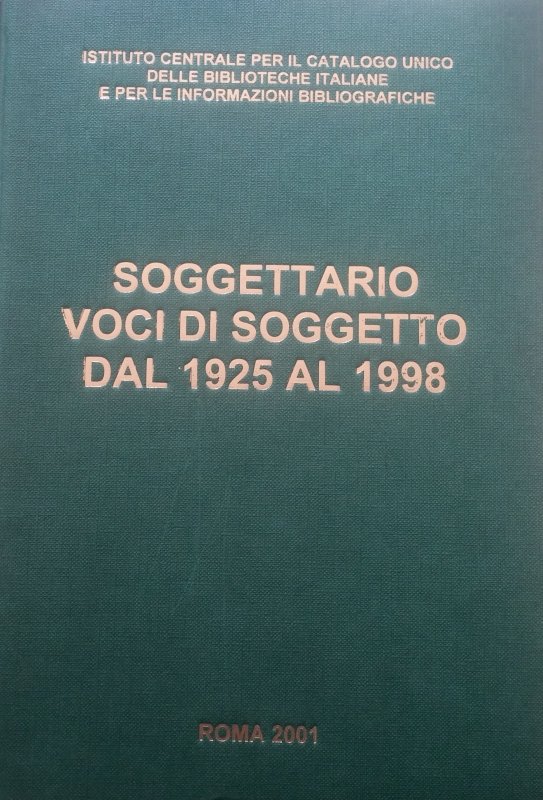 ISTITUTO CENTRALE PER IL CATALOGO UNICO
DELLE BIBLIOTECHE ITALIANE
E PER LE INFORMAZIONI BIBLIOGRAFICHE
SOGGETTARIO
VOCI DI SOGGETTO
DAL 1925 AL 1998
ROMA 2001